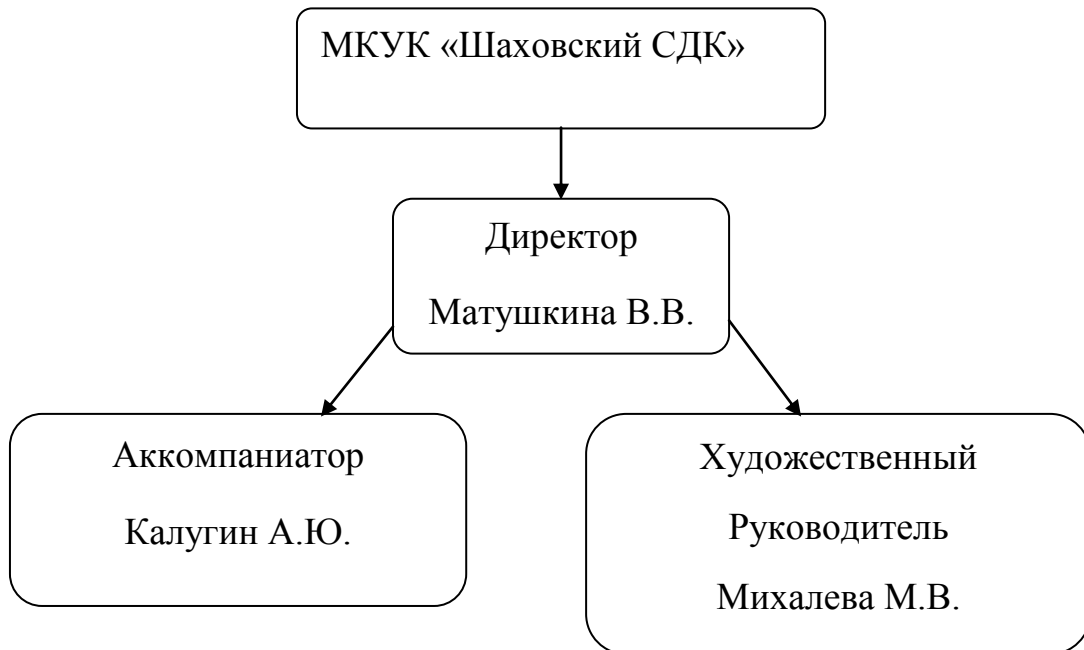 МКУК «Шаховский СДК»
Директор
Матушкина В.В.
Аккомпаниатор
Калугин А.Ю.
Художественный
Руководитель
Михалева М.В.